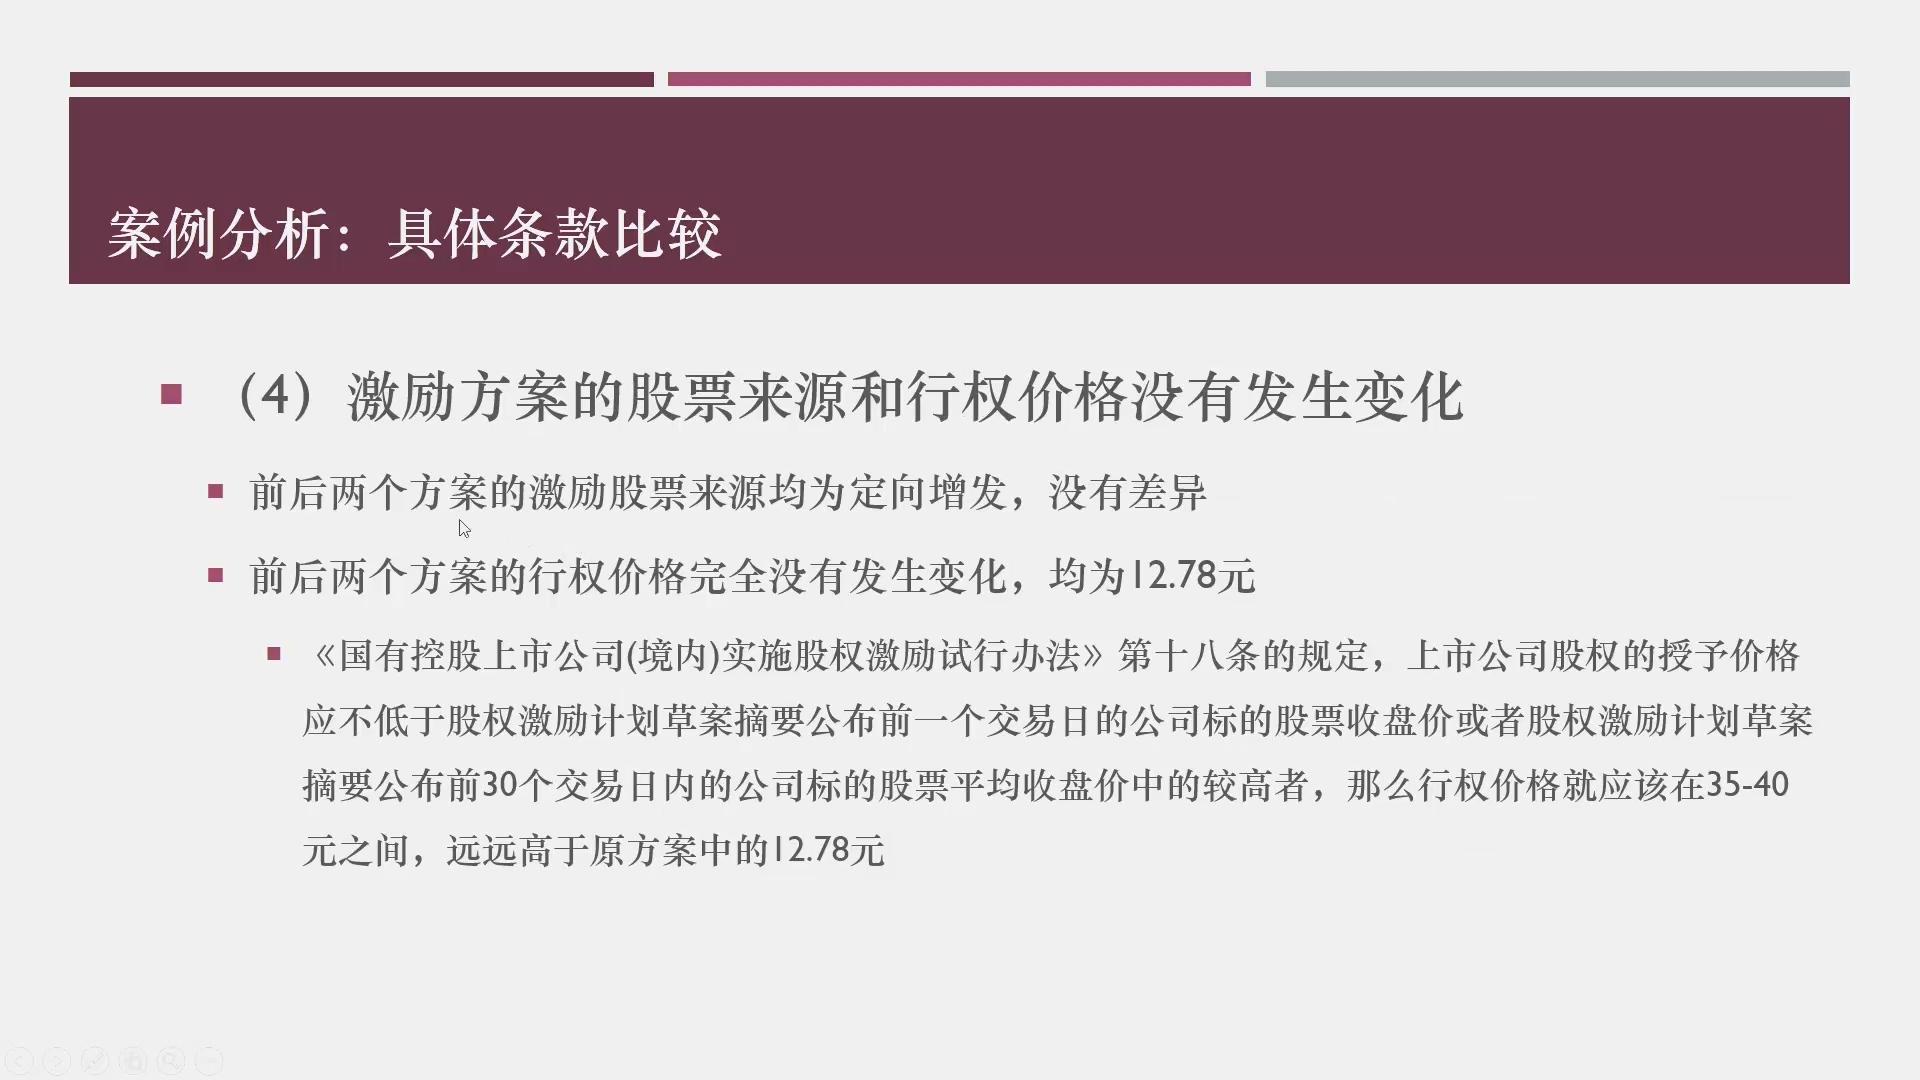 案例分析：具体条款比较
（4）激励方案的股票来源和行权价格没有发生变化
前后两个方案的激励股票来源均为定向增发，没有差异
前后两个方案的行权价格完全没有发生变化，均为12.78元
《国有控股上市公司(境内)实施股权激励试行办法》第十八条的规定，上市公司股权的授予价格
应不低于股权激励计划草案摘要公布前一个交易日的公司标的股票收盘价或者股权激励计划草案
摘要公布前30个交易日内的公司标的股票平均收盘价中的较高者，那么行权价格就应该在35-40
元之间，远远高于原方案中的12.78元